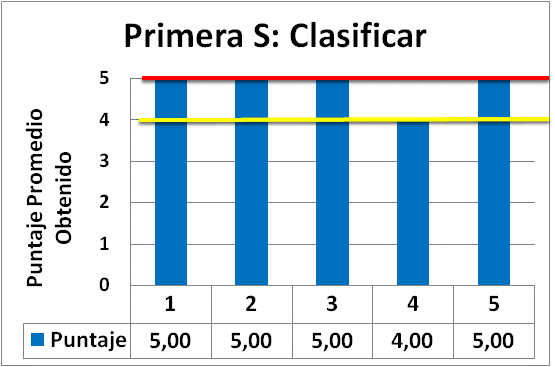 Primera S: Clasificar
Puntaje Promedio
Obtenido
5
4
3
2
1
0
1 2 3 4 5
Puntaje 5,00 5,00 5,00 4,00 5,00